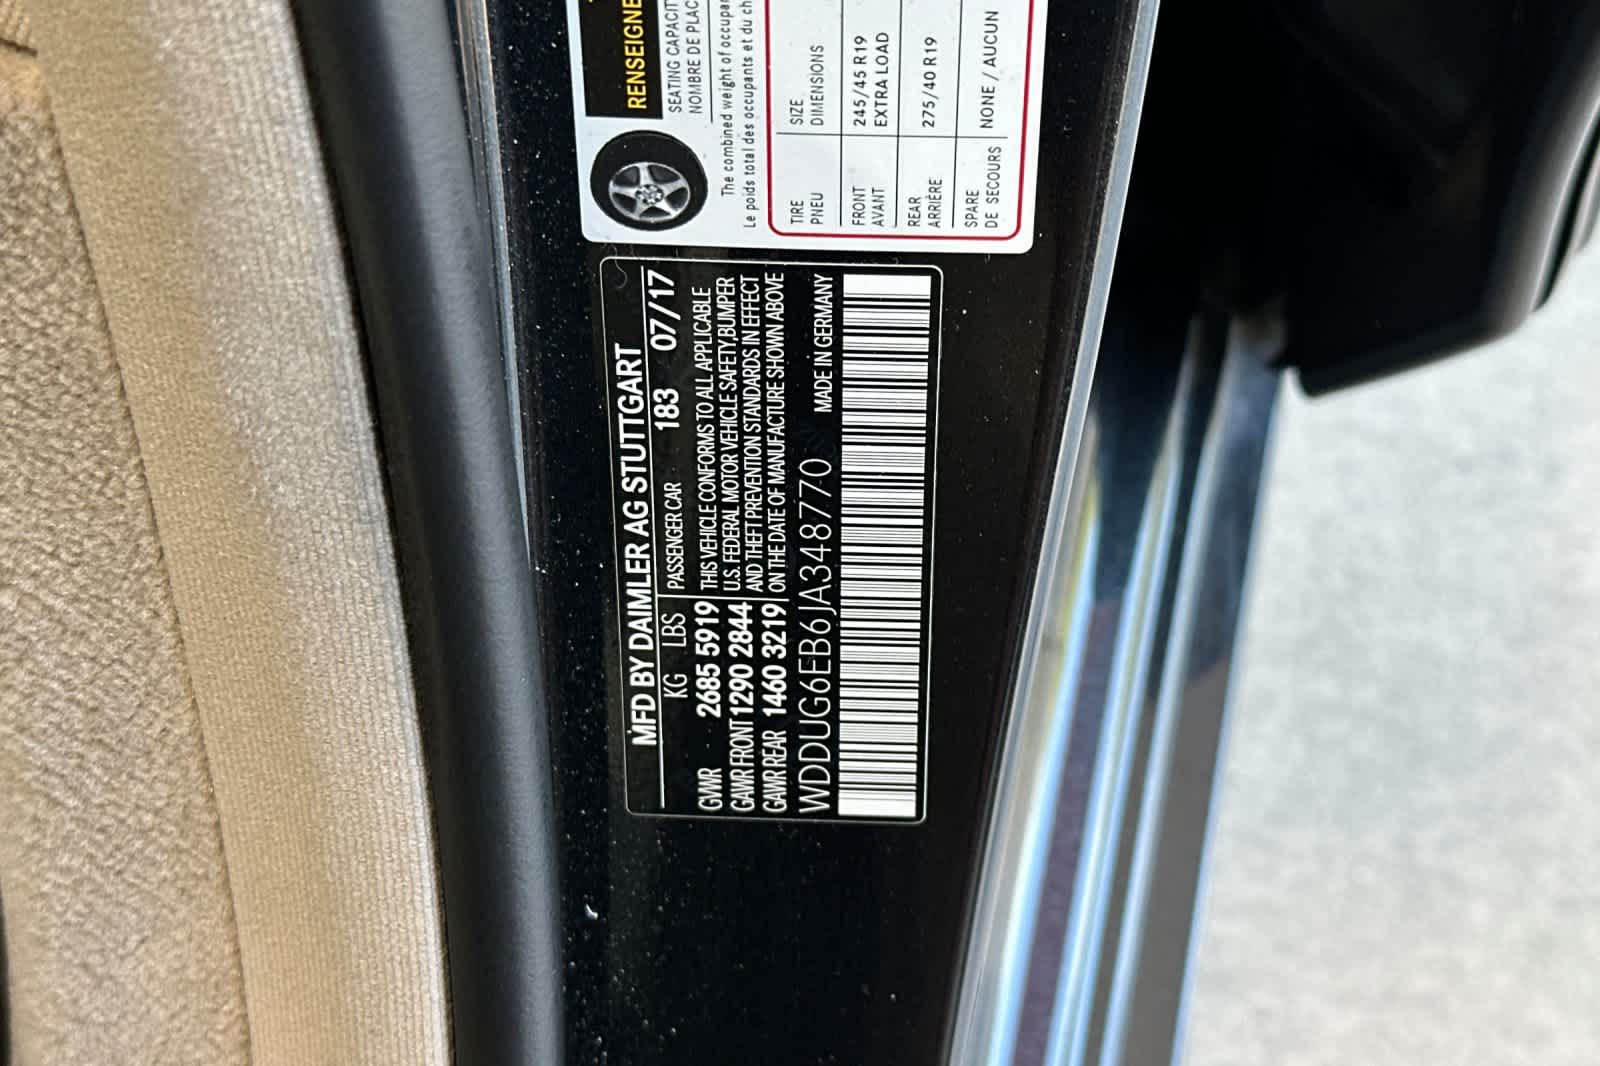 RENSEIGNE
SEATING CAPACIT
NOMBRE DE PLAC
The combined weight of occupa
Le poids total des occupants et du ch
TIRE SIZE
PNEU DIMENSIONS
FRONT 245/45 R19
AVANT EXTRA LOAD
REAR 275/40 R19
ARRIÈRE
SPARE NONE / AUCUN
DE SECOURS
MFD BY DAIMLER AG STUTTGART
KG LBS PASSENGER CAR 183 07/17
GVWR 2685 5919 THIS VEHICLE CONFORMS TO ALL APPLICABLE
GAWR FRONT 1290 2844 U.S. FEDERAL MOTOR VEHICLE SAFETY,BUMPER
AND THEFT PREVENTION STANDARDS IN EFFECT
GAWR REAR 1460 3219 ON THE DATE OF MANUFACTURE SHOWN ABOVE
WDDUG6EB6JA348770 MADE IN GERMANY